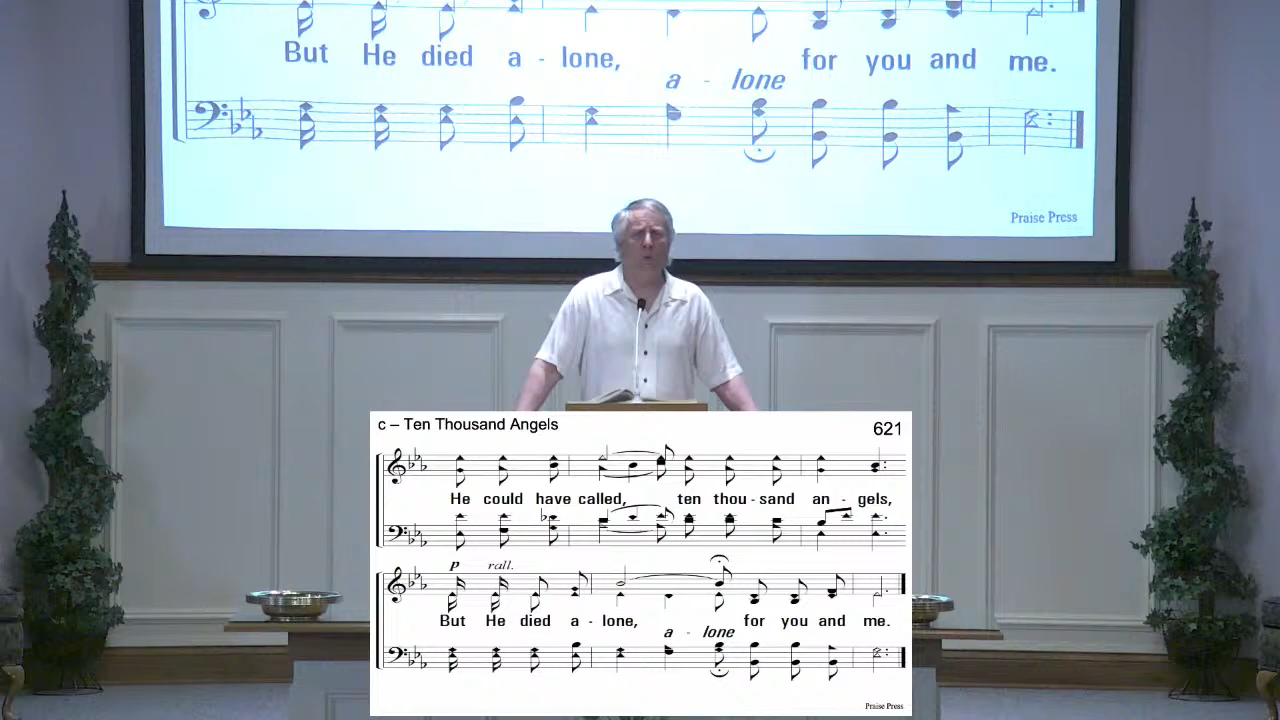 But He died a - lone, for you and me.
a - lone
Praise Press
c – Ten Thousand Angels 621
He could have called, ten thou - sand an - gels,
p rall.
But He died a - lone, for you and me.
a - lone
Praise Press